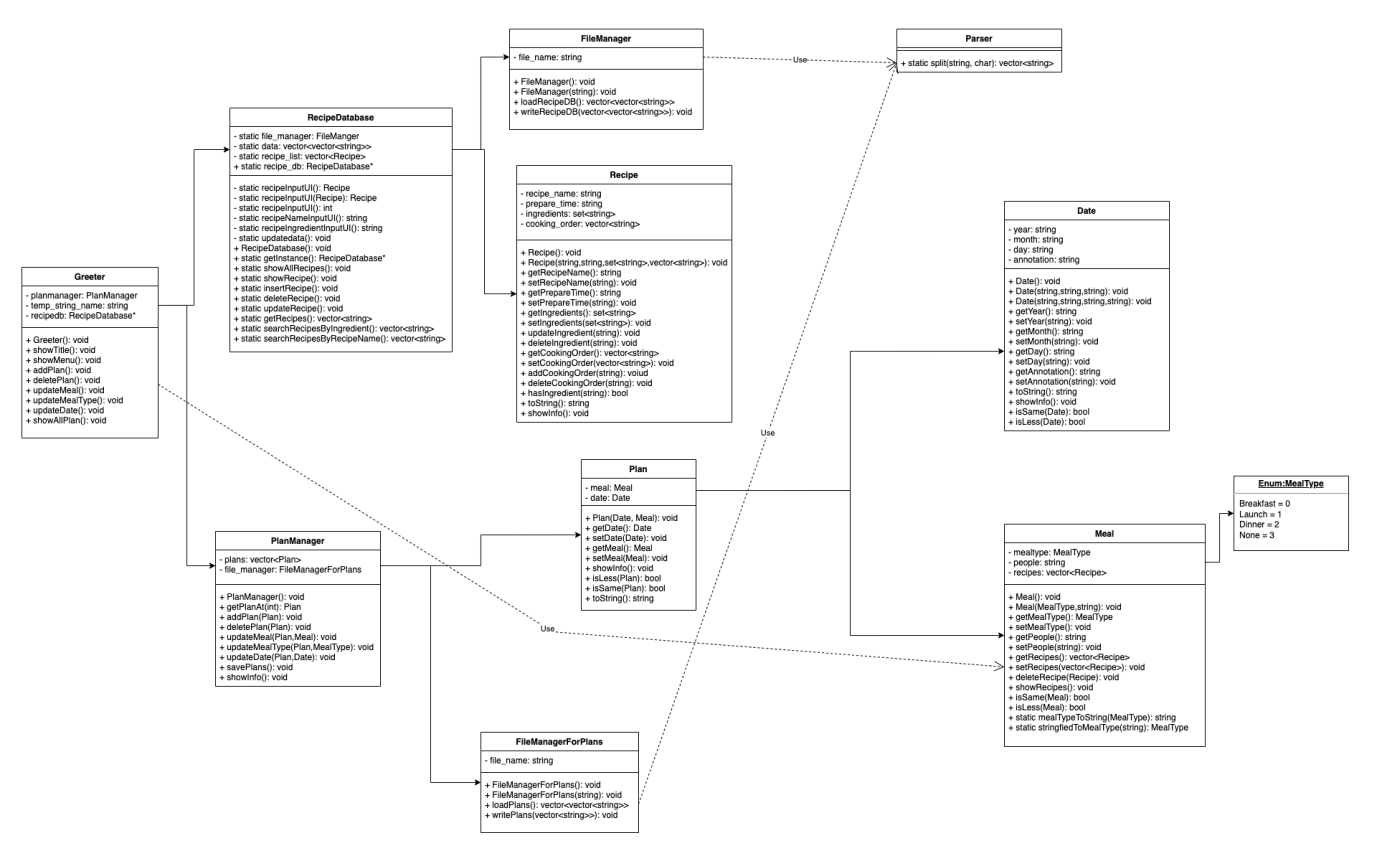 FileManager
- file_name: string
+ FileManager(): void
+ FileManager(string): void
+ loadRecipeDB(): vector<vector<string>>
+ writeRecipeDB(vector<vector<string>>): void
Use
Parser
+ static split(string, char): vector<string>
RecipeDatabase
- static file_manager: FileManger
- static data: vector<vector<string>>
- static recipe_list: vector<Recipe>
+ static recipe_db: RecipeDatabase*
- static recipeInputUI(): Recipe
- static recipeInputUI(Recipe): Recipe
- static recipeInputUI(): int
- static recipeNameInputUI(): string
- static recipeIngredientInputUI(): string
- static updatedata(): void
+ RecipeDatabase(): void
+ static getInstance(): RecipeDatabase*
+ static showAllRecipes(): void
+ static showRecipe(): void
+ static insertRecipe(): void
+ static deleteRecipe(): void
+ static updateRecipe(): void
+ static getRecipes(): vector<string>
+ static searchRecipesByIngredient(): vector<string>
+ static searchRecipesByRecipeName(): vector<string>
Recipe
- recipe_name: string
- prepare_time: string
- ingredients: set<string>
- cooking_order: vector<string>
+ Recipe(): void
+ Recipe(string,string,set<string>,vector<string>): void
+ getRecipeName(): string
+ setRecipeName(string): void
+ getPrepareTime(): string
+ setPrepareTime(string): void
+ getIngredients(): set<string>
+ setIngredients(set<string>): void
+ updateIngredient(string): void
+ deleteIngredient(string): void
+ getCookingOrder(): vector<string>
+ setCookingOrder(vector<string>): void
+ addCookingOrder(string): voiud
+ deleteCookingOrder(string): void
+ hasIngredient(string): bool
+ toString(): string
+ showInfo(): void
Date
- year: string
- month: string
- day: string
- annotation: string
+ Date(): void
+ Date(string,string,string): void
+ Date(string,string,string,string): void
+ getYear(): string
+ setYear(string): void
+ getMonth(): string
+ setMonth(string): void
+ getDay(): string
+ setDay(string): void
+ getAnnotation(): string
+ setAnnotation(string): void
+ toString(): string
+ showInfo(): void
+ isSame(Date): bool
+ isLess(Date): bool
Greeter
- planmanager: PlanManager
- temp_string_name: string
- recipedb: RecipeDatabase*
+ Greeter(): void
+ showTitle(): void
+ showMenu(): void
+ addPlan(): void
+ deletePlan(): void
+ updateMeal(): void
+ updateMealType(): void
+ updateDate(): void
+ showAllPlan(): void
Use
Plan
- meal: Meal
- date: Date
+ Plan(Date, Meal): void
+ getDate(): Date
+ setDate(Date): void
+ getMeal(): Meal
+ setMeal(Meal): void
+ showInfo(): void
+ isLess(Plan): bool
+ isSame(Plan): bool
+ toString(): string
Enum:MealType
Breakfast = 0
Launch = 1
Dinner = 2
None = 3
PlanManager
- plans: vector<Plan>
- file_manager: FileManagerForPlans
+ PlanManager(): void
+ getPlanAt(int): Plan
+ addPlan(Plan): void
+ deletePlan(Plan): void
+ updateMeal(Plan,Meal): void
+ updateMealType(Plan,MealType): void
+ updateDate(Plan,Date): void
+ savePlans(): void
+ showInfo(): void
Meal
- mealtype: MealType
- people: string
- recipes: vector<Recipe>
+ Meal(): void
+ Meal(MealType,string): void
+ getMealType(): MealType
+ setMealType(): void
+ getPeople(): string
+ setPeople(string): void
+ getRecipes(): vector<Recipe>
+ setRecipes(vector<Recipe>): void
+ deleteRecipe(Recipe): void
+ showRecipes(): void
+ isSame(Meal): bool
+ isLess(Meal): bool
+ static mealTypeToString(MealType): string
+ static stringfiedToMealType(string): MealType
Use
FileManagerForPlans
- file_name: string
+ FileManagerForPlans(): void
+ FileManagerForPlans(string): void
+ loadPlans(): vector<vector<string>>
+ writePlans(vector<string>>): void